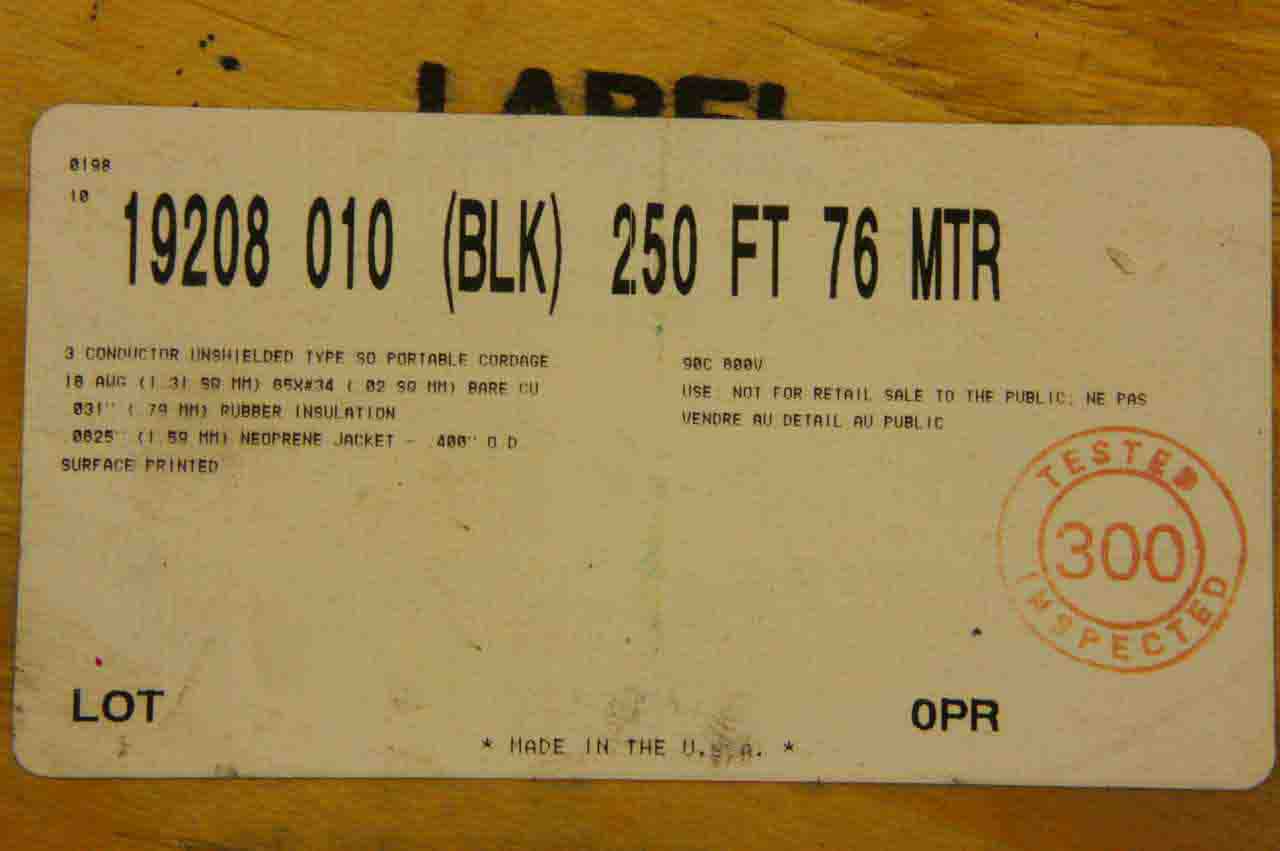 LABEL
0198
10
19208 010 (BLK) 250 FT 76 MTR
3 CONDUCTOR UNSHIELDED TYPE SO PORTABLE CORDAGE
18 AWG (1.31 SQ MM) 65X#34 (.02 SQ MM) BARE CU
.031" (.79 MM) RUBBER INSULATION
.0625" (1.59 MM) NEOPRENE JACKET - .400" O.D.
SURFACE PRINTED
90C 600V
USE: NOT FOR RETAIL SALE TO THE PUBLIC; NE PAS
VENDRE AU DETAIL AU PUBLIC
TESTED
300
INSPECTED
LOT
OPR
* MADE IN THE U.S.A. *